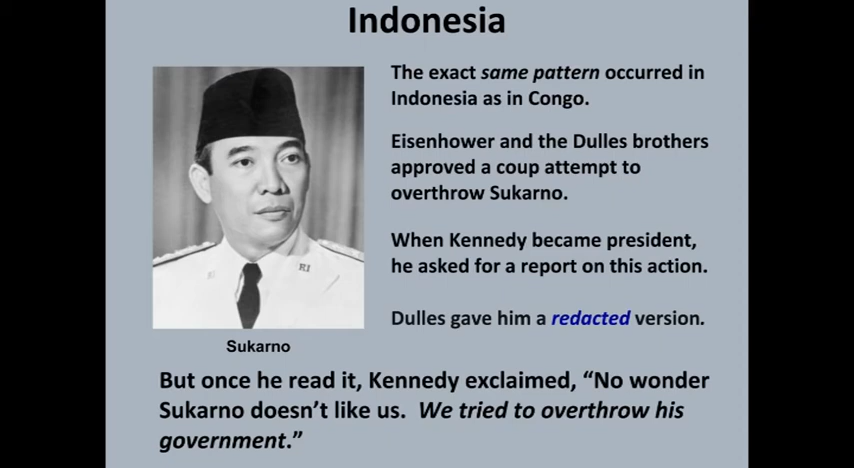 Indonesia
The exact same pattern occurred in
Indonesia as in Congo.
Eisenhower and the Dulles brothers
approved a coup attempt to
overthrow Sukarno.
When Kennedy became president,
he asked for a report on this action.
Dulles gave him a redacted version.
RI
Sukarno
But once he read it, Kennedy exclaimed, “No wonder
Sukarno doesn’t like us.  We tried to overthrow his
government.”